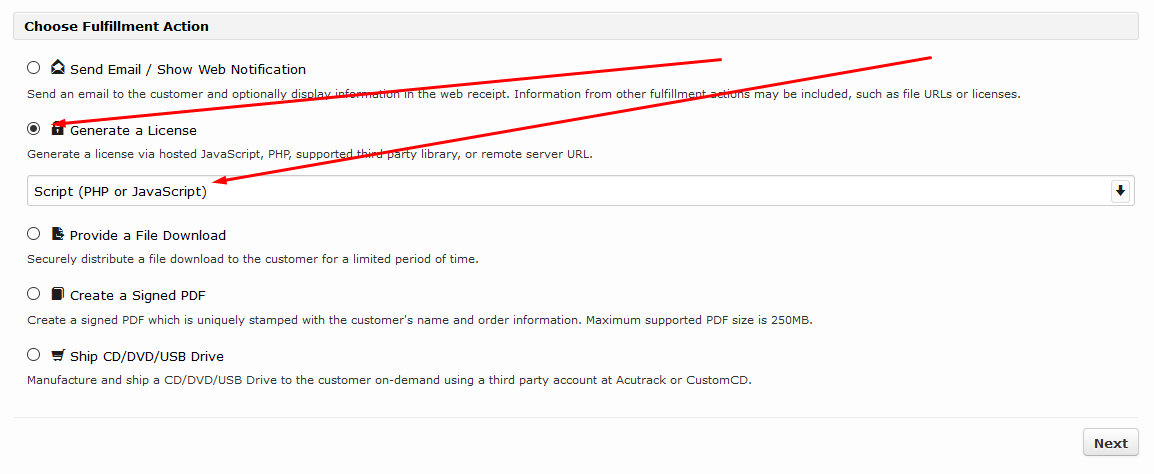 Choose Fulfillment Action
Send Email / Show Web Notification
Send an email to the customer and optionally display information in the web receipt. Information from other fulfillment actions may be included, such as file URLs or licenses.
Generate a License
Generate a license via hosted JavaScript, PHP, supported third party library, or remote server URL.
Script (PHP or JavaScript)
Provide a File Download
Securely distribute a file download to the customer for a limited period of time.
Create a Signed PDF
Create a signed PDF which is uniquely stamped with the customer's name and order information. Maximum supported PDF size is 250MB.
Ship CD/DVD/USB Drive
Manufacture and ship a CD/DVD/USB Drive to the customer on-demand using a third party account at Acutrack or CustomCD.
Next